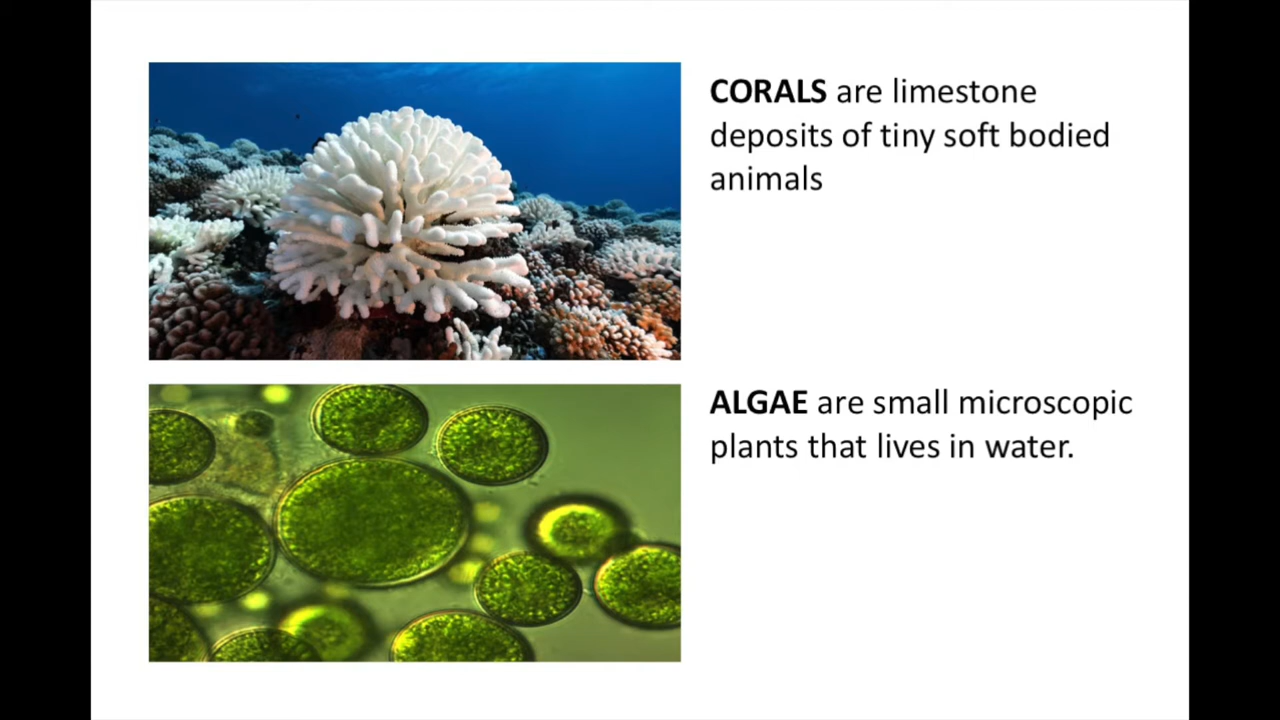 CORALS are limestone
deposits of tiny soft bodied
animals
ALGAE are small microscopic
plants that lives in water.